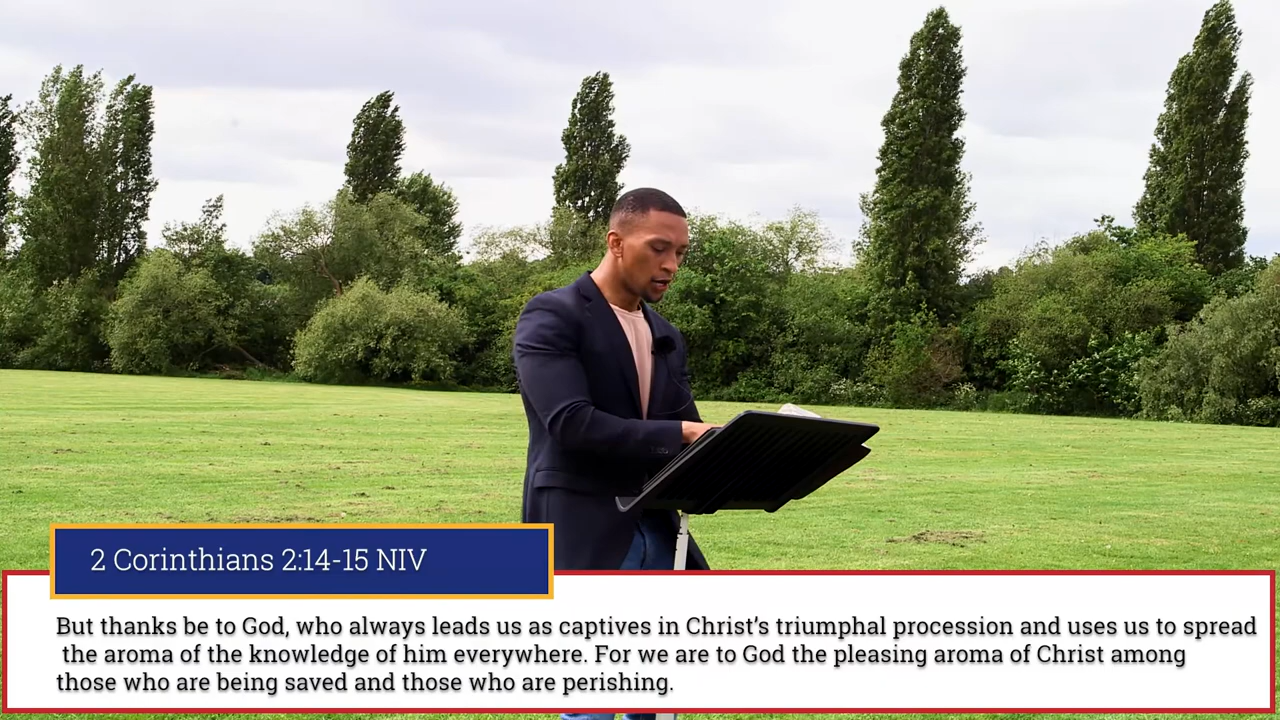 2 Corinthians 2:14-15 NIV
But thanks be to God, who always leads us as captives in Christ’s triumphal procession and uses us to spread
the aroma of the knowledge of him everywhere. For we are to God the pleasing aroma of Christ among
those who are being saved and those who are perishing.